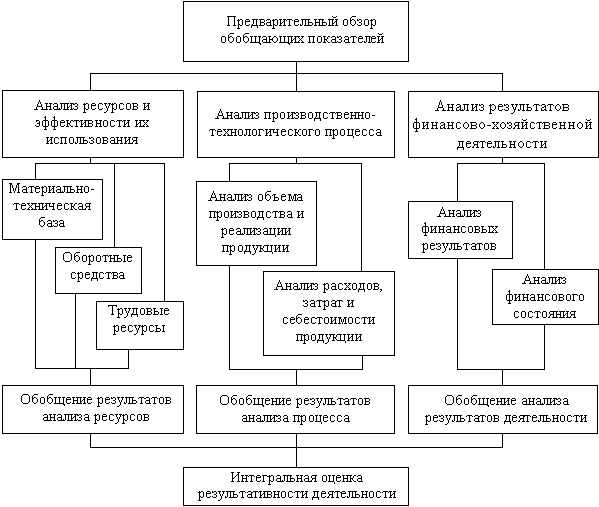 Предварительный обзор
обобщающих показателей
Анализ ресурсов и
эффективности их
использования
Анализ производственно-
технологического процесса
Анализ результатов
финансово-хозяйственной
деятельности
Материально-
техническая
база
Оборотные
средства
Трудовые
ресурсы
Анализ объема
производства и
реализации
продукции
Анализ расходов,
затрат и
себестоимости
продукции
Анализ
финансовых
результатов
Анализ
финансового
состояния
Обобщение результатов
анализа ресурсов
Обобщение результатов
анализа процесса
Обобщение анализа
результатов деятельности
Интегральная оценка
результативности деятельности